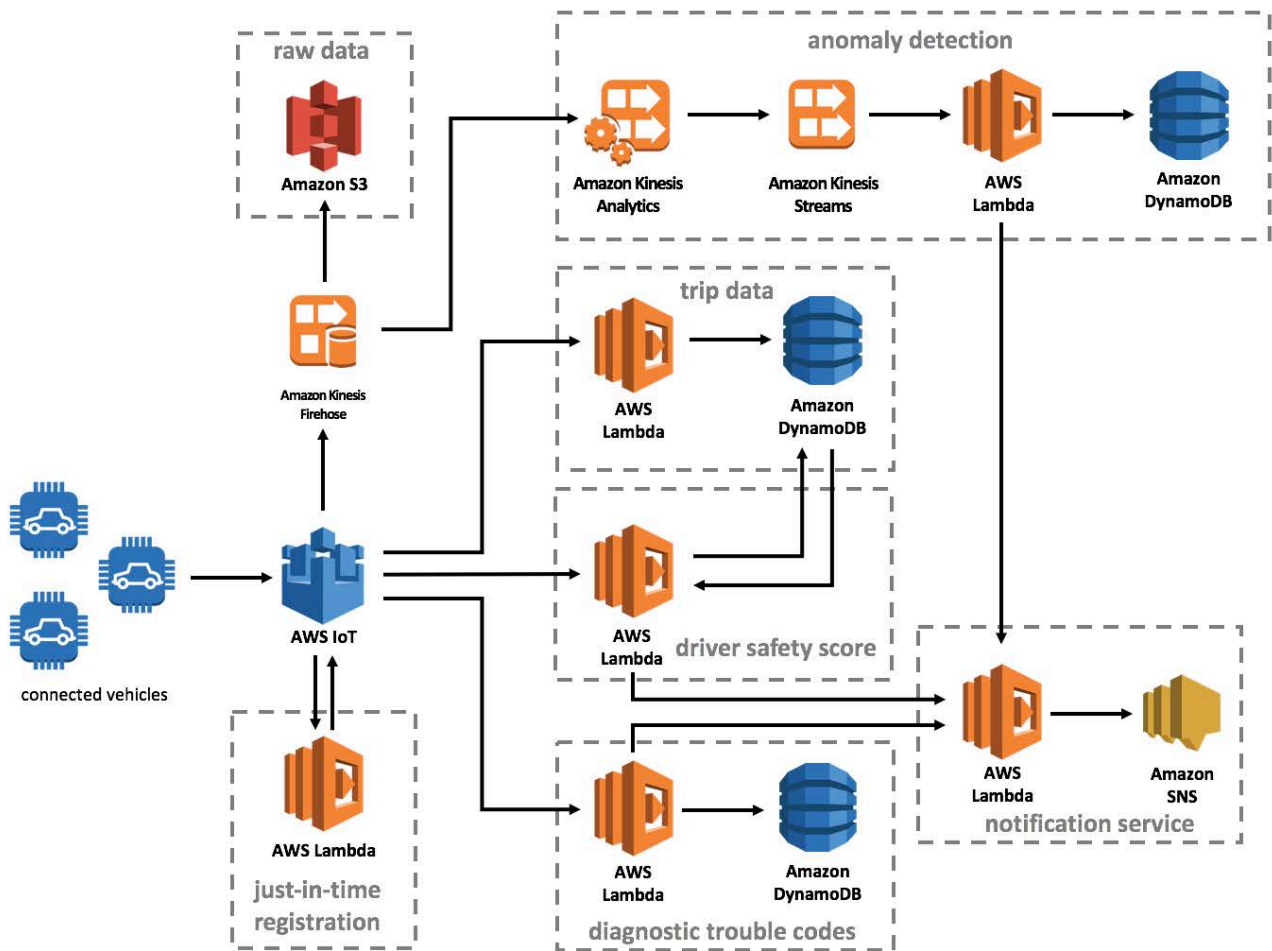 raw data
Amazon S3
anomaly detection
Amazon Kinesis
Analytics
Amazon Kinesis
Streams
AWS
Lambda
Amazon
DynamoDB
Amazon Kinesis
Firehose
trip data
AWS
Lambda
Amazon
DynamoDB
connected vehicles
AWS IoT
AWS
Lambda
driver safety score
AWS Lambda
just-in-time
registration
AWS
Lambda
Amazon
DynamoDB
diagnostic trouble codes
AWS
Lambda
Amazon
SNS
notification service